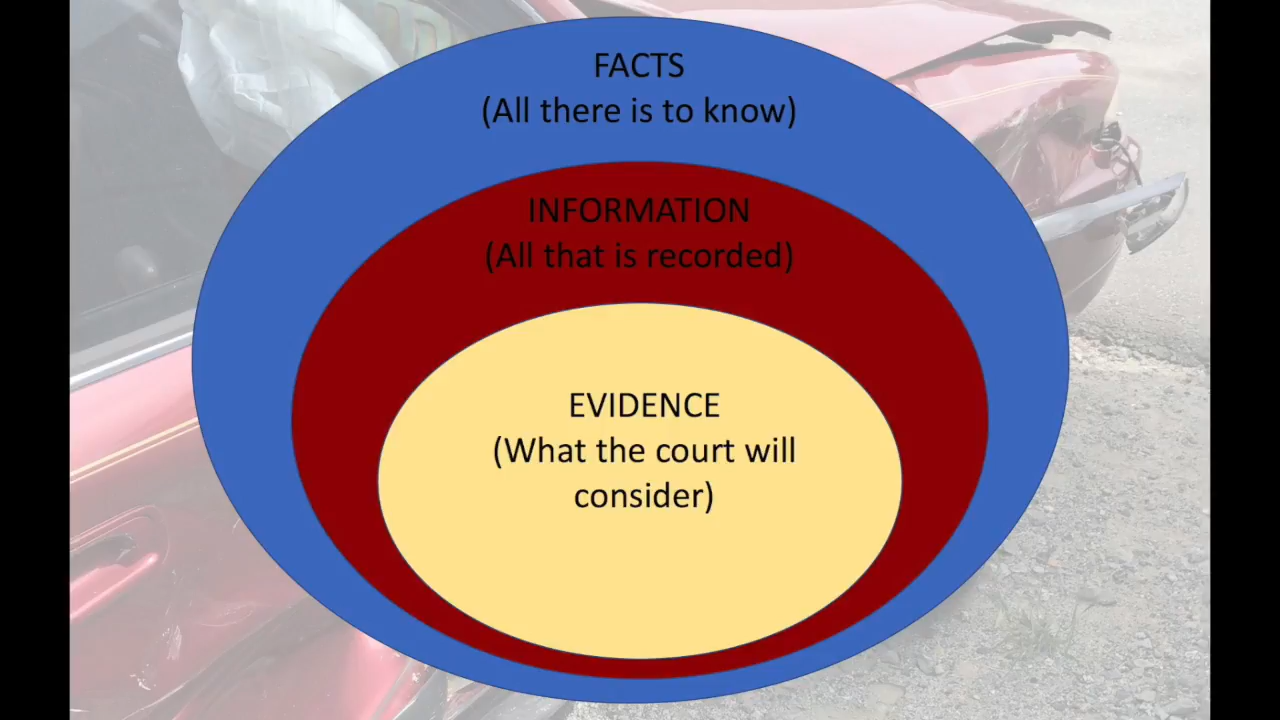 FACTS
(All there is to know)
INFORMATION
(All that is recorded)
EVIDENCE
(What the court will
consider)